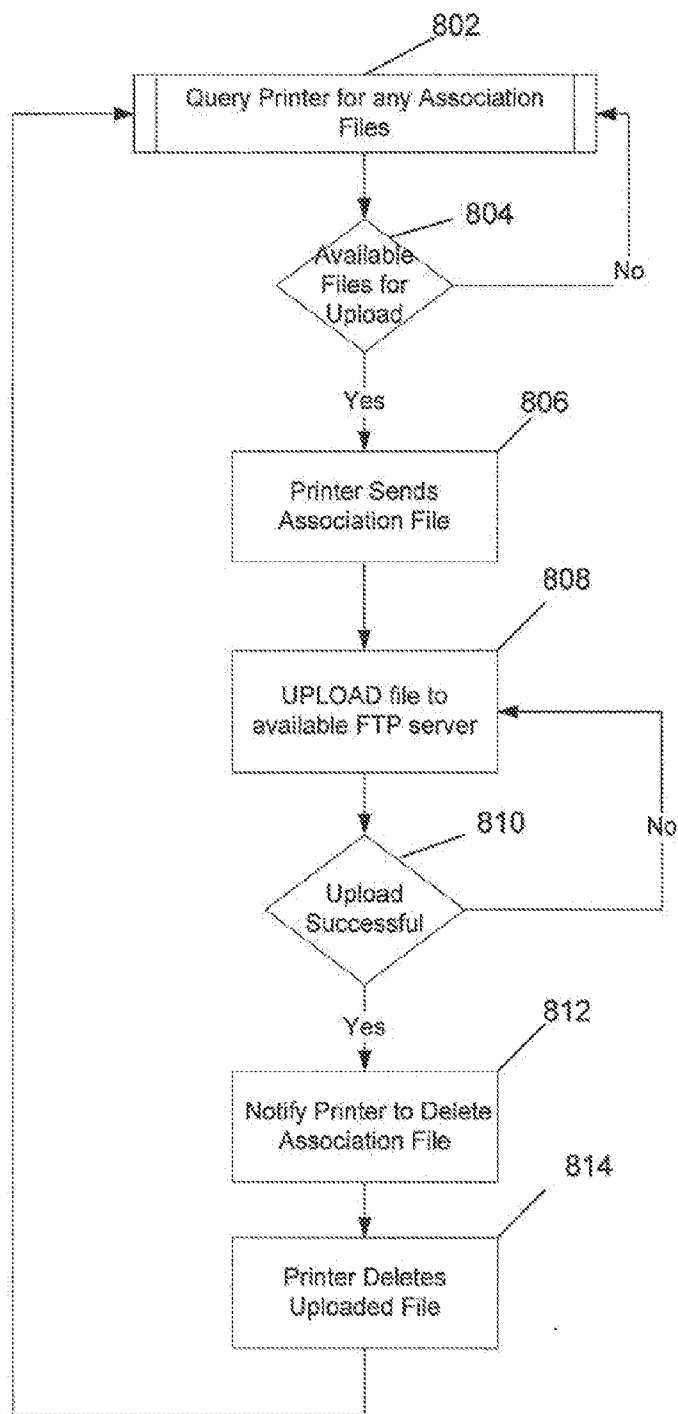 802
Query Printer for any Association
Files
804
Available
Files for
Upload
No
Yes
806
Printer Sends
Association File
808
UPLOAD file to
available FTP server
810
No
Upload
Successful
Yes
812
Notify Printer to Delete
Association File
814
Printer Deletes
Uploaded File